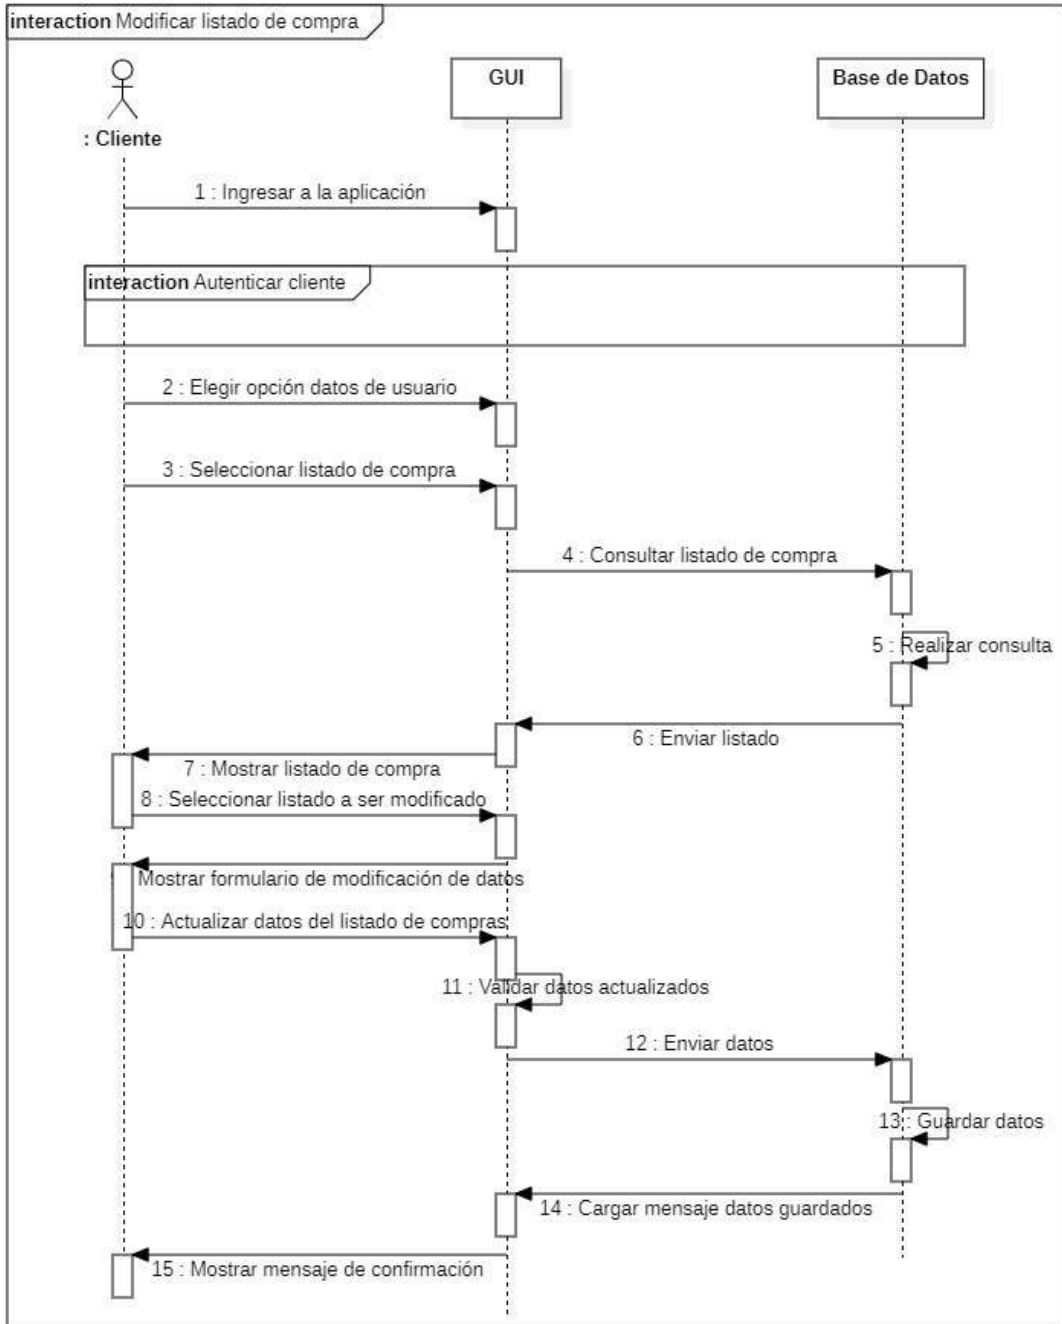 interaction Modificar listado de compra
GUI
Base de Datos
: Cliente
1 : Ingresar a la aplicación
interaction Autenticar cliente
2 : Elegir opción datos de usuario
3 : Seleccionar listado de compra
4 : Consultar listado de compra
5 : Realizar consulta
6 : Enviar listado
7 : Mostrar listado de compra
8 : Seleccionar listado a ser modificado
Mostrar formulario de modificación de datos
10 : Actualizar datos del listado de compras
11 : Validar datos actualizados
12 : Enviar datos
13 : Guardar datos
14 : Cargar mensaje datos guardados
15 : Mostrar mensaje de confirmación